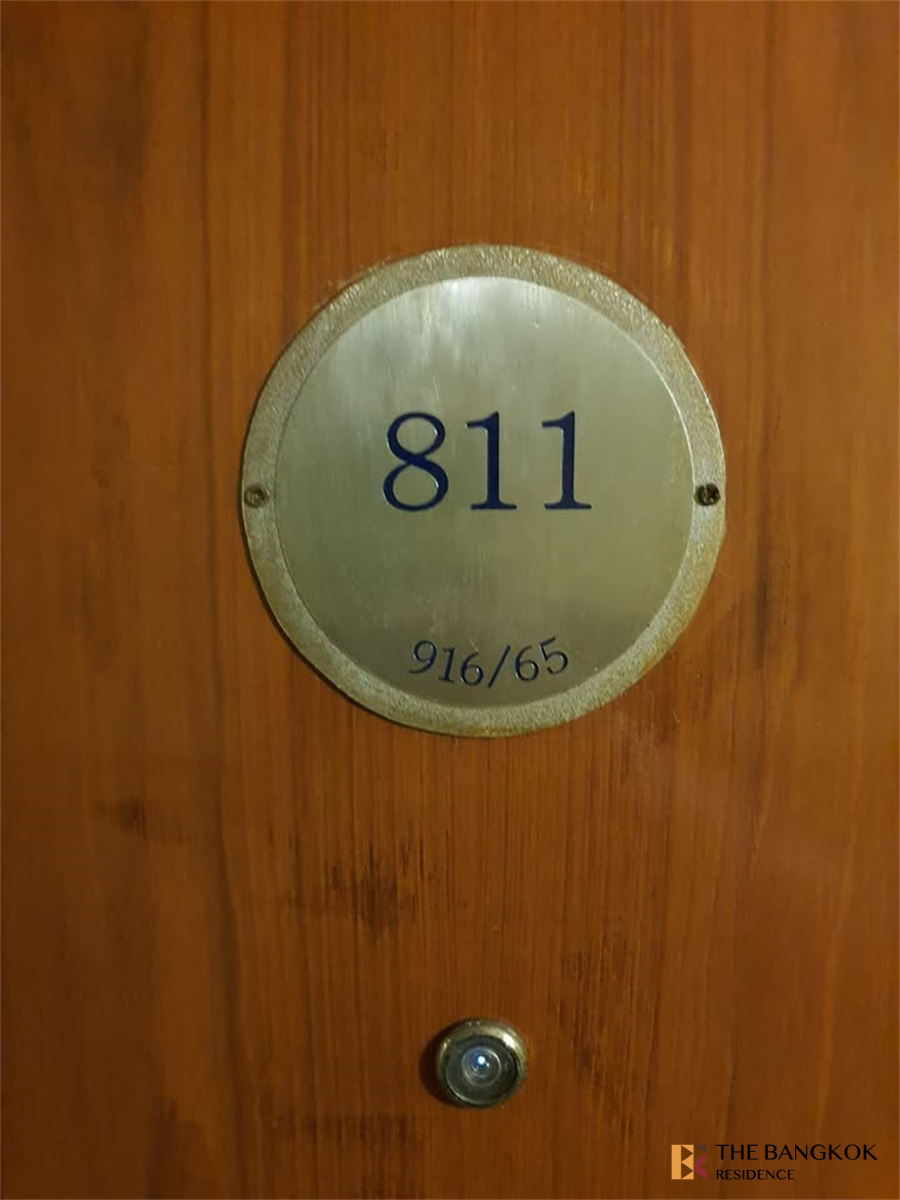 811
916/65
THE BANGKOK
RESIDENCE